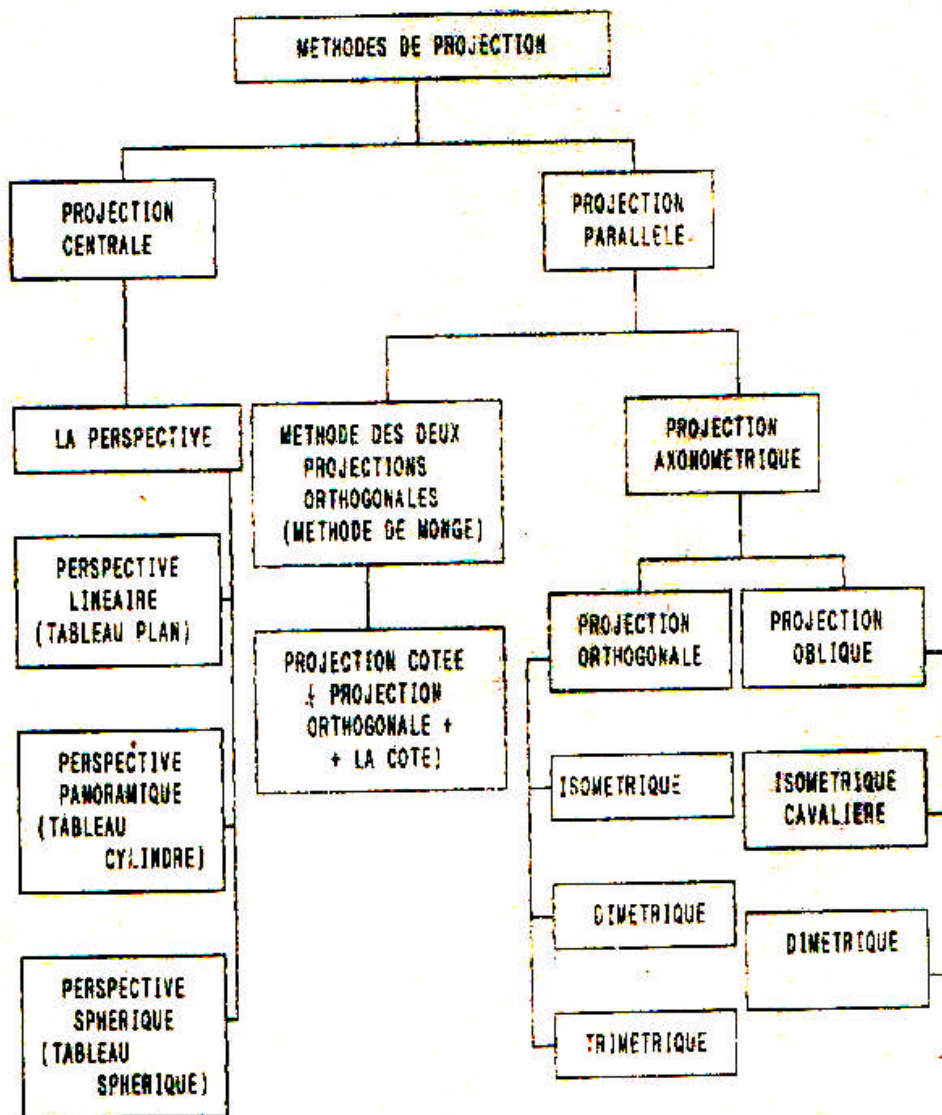 METHODES DE PROJECTION
PROJECTION
CENTRALE
PROJECTION
PARALLELE
LA PERSPECTIVE
METHODE DES DEUX
PROJECTIONS
ORTHOGONALES
(METHODE DE MONGE)
PROJECTION
AXONOMETRIQUE
PERSPECTIVE
LINEAIRE
(TABLEAU PLAN)
PROJECTION COTEE
( PROJECTION
ORTHOGONALE +
+ LA COTE)
PROJECTION
ORTHOGONALE
PROJECTION
OBLIQUE
PERSPECTIVE
PANORAMIQUE
(TABLEAU
CYLINDRE)
ISOMETRIQUE
ISOMETRIQUE
CAVALIERE
DIMETRIQUE
DIMETRIQUE
PERSPECTIVE
SPHERIQUE
(TABLEAU
SPHERIQUE)
TRIMETRIQUE